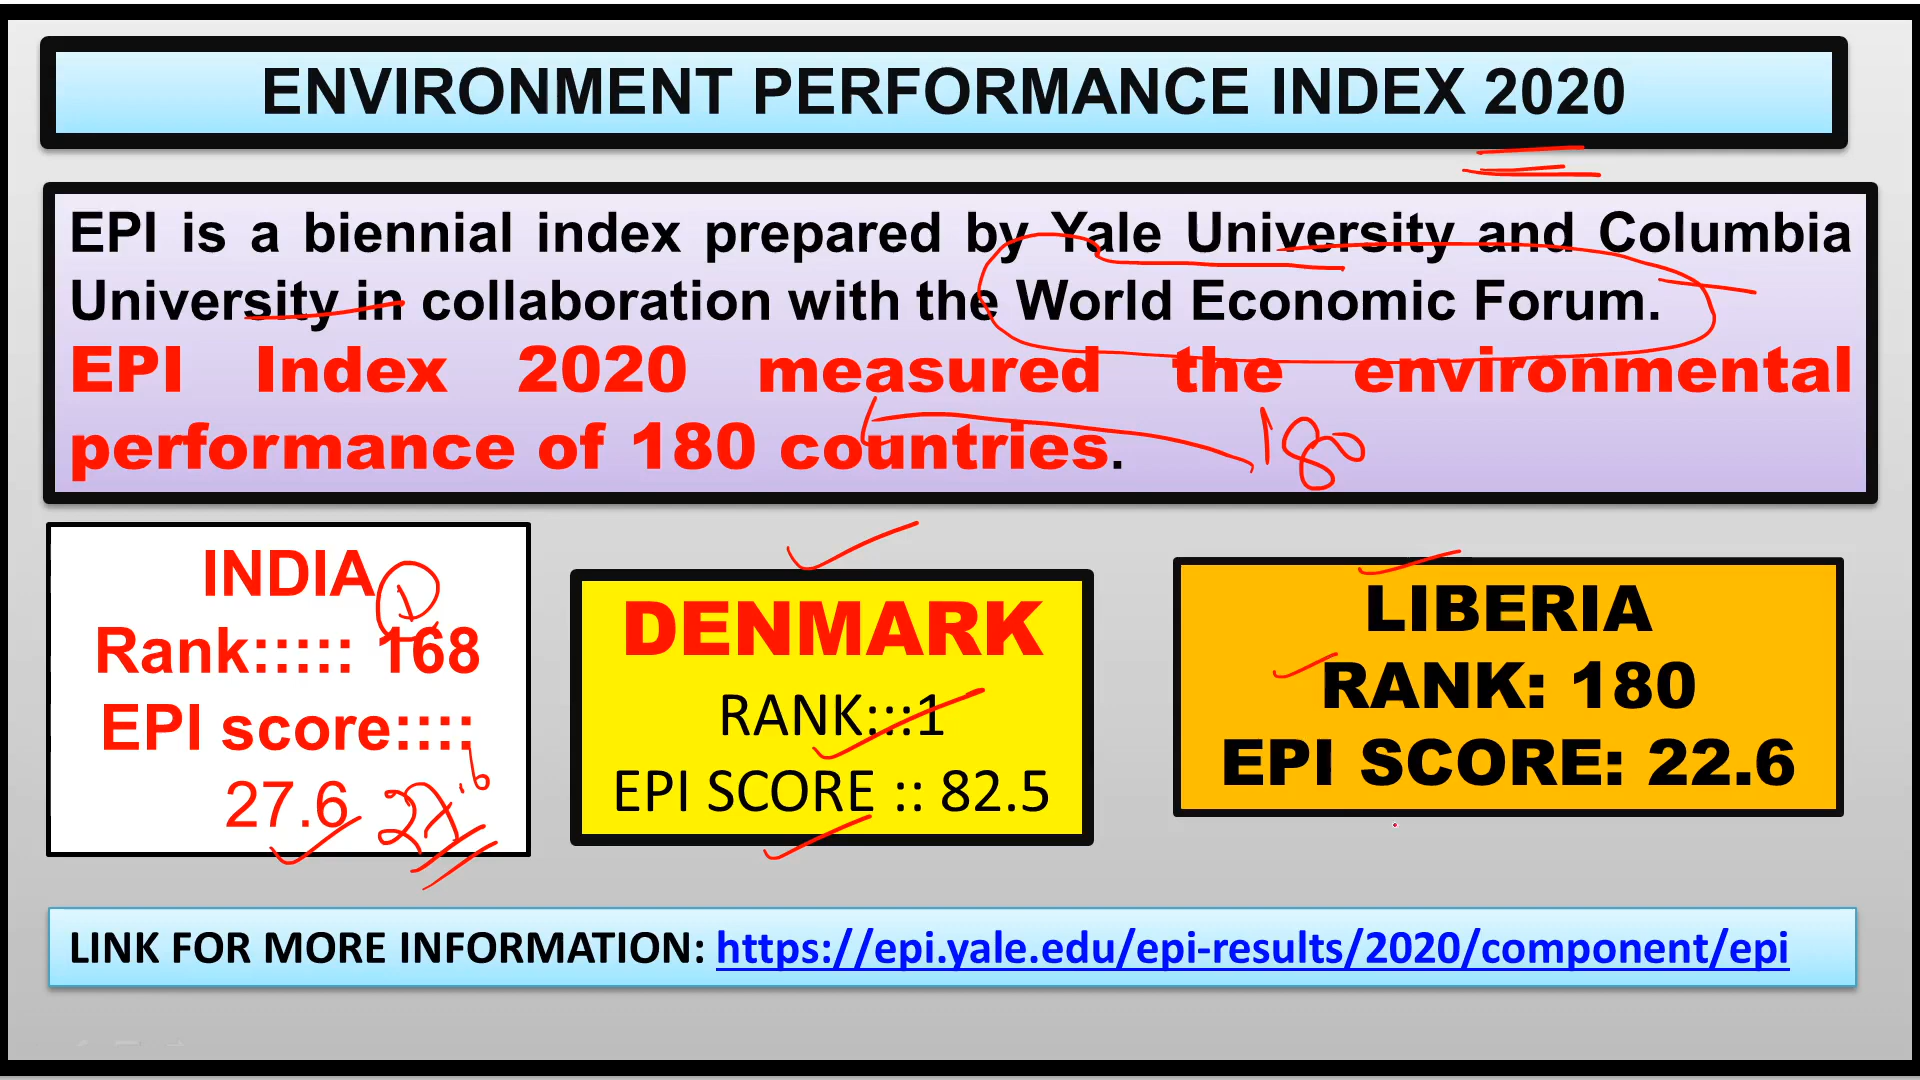 ENVIRONMENT PERFORMANCE INDEX 2020
EPI is a biennial index prepared by Yale University and Columbia
University in collaboration with the World Economic Forum.
EPI Index 2020 measured the environmental
performance of 180 countries.
180
INDIA
Rank::::: 168
EPI score::::
27.6
27.6
DENMARK
RANK:::1
EPI SCORE :: 82.5
LIBERIA
RANK: 180
EPI SCORE: 22.6
LINK FOR MORE INFORMATION: https://epi.yale.edu/epi-results/2020/component/epi